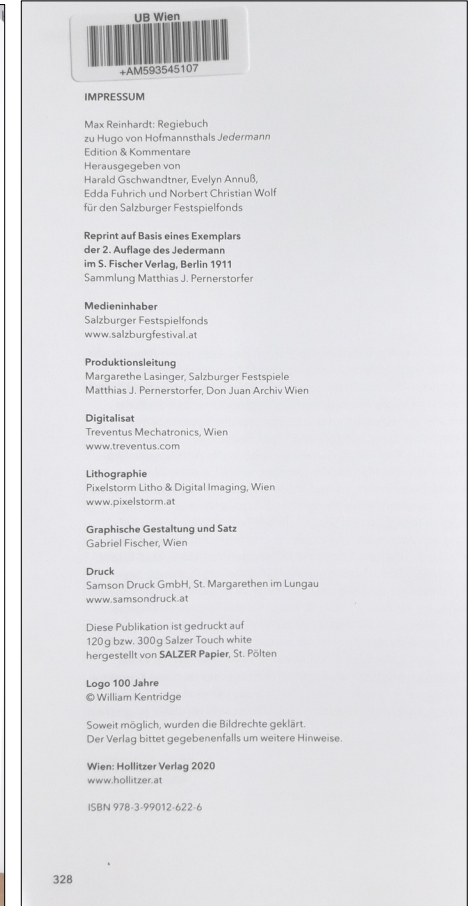 UB Wien
+AM593545107
IMPRESSUM
Max Reinhardt: Regiebuch
zu Hugo von Hofmannsthals Jedermann
Edition & Kommentare
Herausgegeben von
Harald Gschwandtner, Evelyn Annuß,
Edda Fuhrich und Norbert Christian Wolf
für den Salzburger Festspielfonds
Reprint auf Basis eines Exemplars
der 2. Auflage des Jedermann
im S. Fischer Verlag, Berlin 1911
Sammlung Matthias J. Pernerstorfer
Medieninhaber
Salzburger Festspielfonds
www.salzburgfestival.at
Produktionsleitung
Margarethe Lasinger, Salzburger Festspiele
Matthias J. Pernerstorfer, Don Juan Archiv Wien
Digitalisat
Treventus Mechatronics, Wien
www.treventus.com
Lithographie
Pixelstorm Litho & Digital Imaging, Wien
www.pixelstorm.at
Graphische Gestaltung und Satz
Gabriel Fischer, Wien
Druck
Samson Druck GmbH, St. Margarethen im Lungau
www.samsondruck.at
Diese Publikation ist gedruckt auf
120 g bzw. 300 g Salzer Touch white
hergestellt von SALZER Papier, St. Pölten
Logo 100 Jahre
© William Kentridge
Soweit möglich, wurden die Bildrechte geklärt.
Der Verlag bittet gegebenenfalls um weitere Hinweise.
Wien: Hollitzer Verlag 2020
www.hollitzer.at
ISBN 978-3-99012-622-6
328